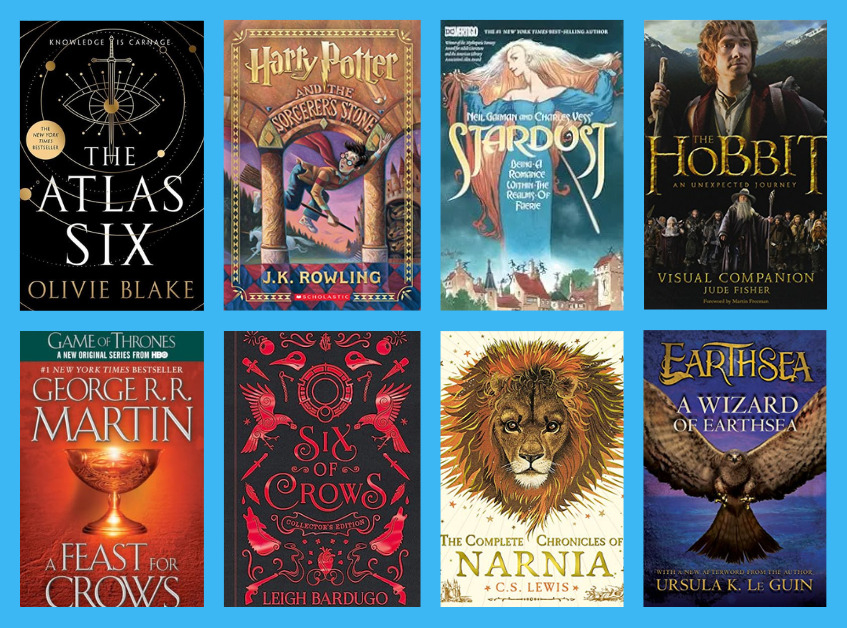 KNOWLEDGE IS CARNAGE
THE
NEW YORK
TIMES
BESTSELLER
THE
ATLAS
SIX
OLIVIE BLAKE
Harry Potter
AND THE
SORCERER'S STONE
J.K. ROWLING
SCHOLASTIC
VERTIGO
THE #1 NEW YORK TIMES BEST-SELLING AUTHOR
NEIL GAIMAN AND CHARLES VESS'
STARDUST
BEING A
ROMANCE
WITHIN THE
REALMS OF
FAERIE
THE
HOBBIT
AN UNEXPECTED JOURNEY
VISUAL COMPANION
JUDE FISHER
Foreword by Martin Freeman
GAME OF THRONES
A NEW ORIGINAL SERIES FROM HBO
#1 NEW YORK TIMES BESTSELLER
GEORGE R. R.
MARTIN
A FEAST FOR
CROWS
SIX
OF
CROWS
COLLECTOR'S EDITION
LEIGH BARDUGO
THE COMPLETE CHRONICLES OF
NARNIA
C.S. LEWIS
EARTHSEA
A WIZARD
OF EARTHSEA
WITH A NEW AFTERWORD FROM THE AUTHOR
URSULA K. LE GUIN